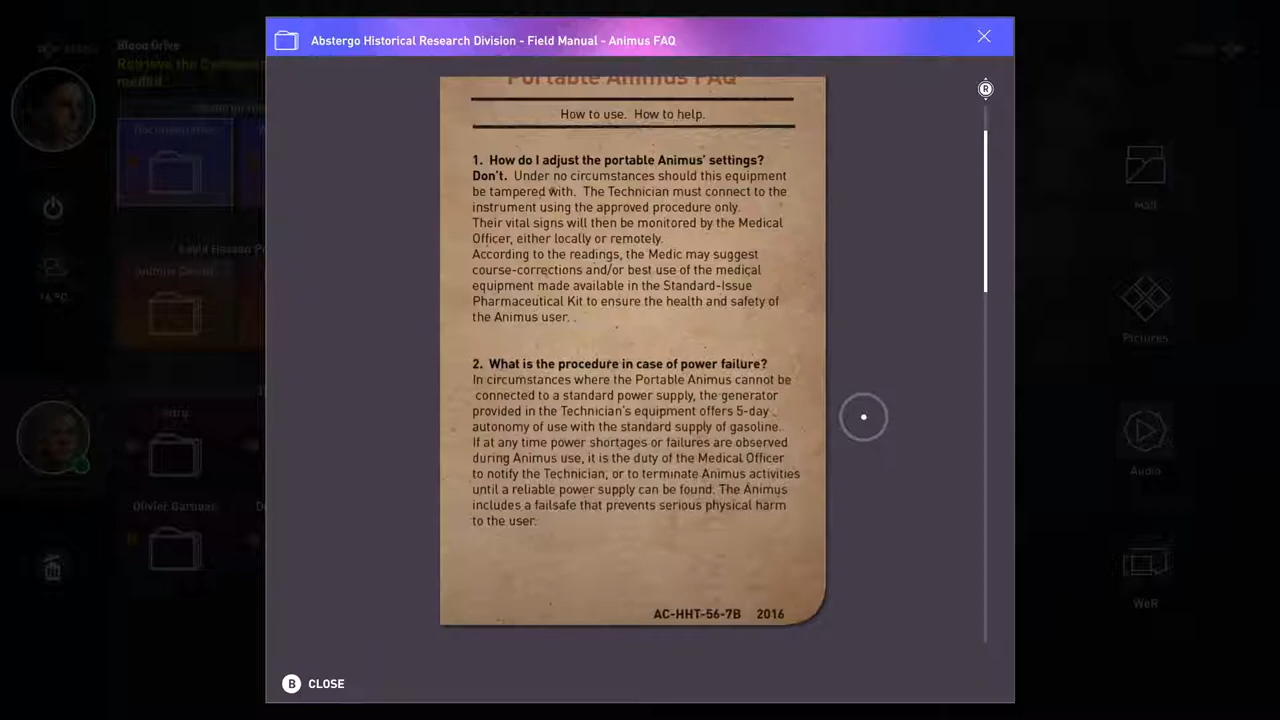 Abstergo Historical Research Division - Field Manual - Animus FAQ
Blood Drive
Portable Animus FAQ
How to use. How to help.
1. How do I adjust the portable Animus' settings?
Don't. Under no circumstances should this equipment
be tampered with. The Technician must connect to the
instrument using the approved procedure only.
Their vital signs will then be monitored by the Medical
Officer, either locally or remotely.
According to the readings, the Medic may suggest
course-corrections and/or best use of the medical
equipment made available in the Standard-Issue
Pharmaceutical Kit to ensure the health and safety of
the Animus user. .
2. What is the procedure in case of power failure?
In circumstances where the Portable Animus cannot be
connected to a standard power supply, the generator
provided in the Technician's equipment offers 5-day
autonomy of use with the standard supply of gasoline.
If at any time power shortages or failures are observed
during Animus use, it is the duty of the Medical Officer
to notify the Technician, or to terminate Animus activities
until a reliable power supply can be found. The Animus
includes a failsafe that prevents serious physical harm
to the user.
AC-HHT-56-7B 2016
R
Mail
Pictures
Audio
WeR
B CLOSE